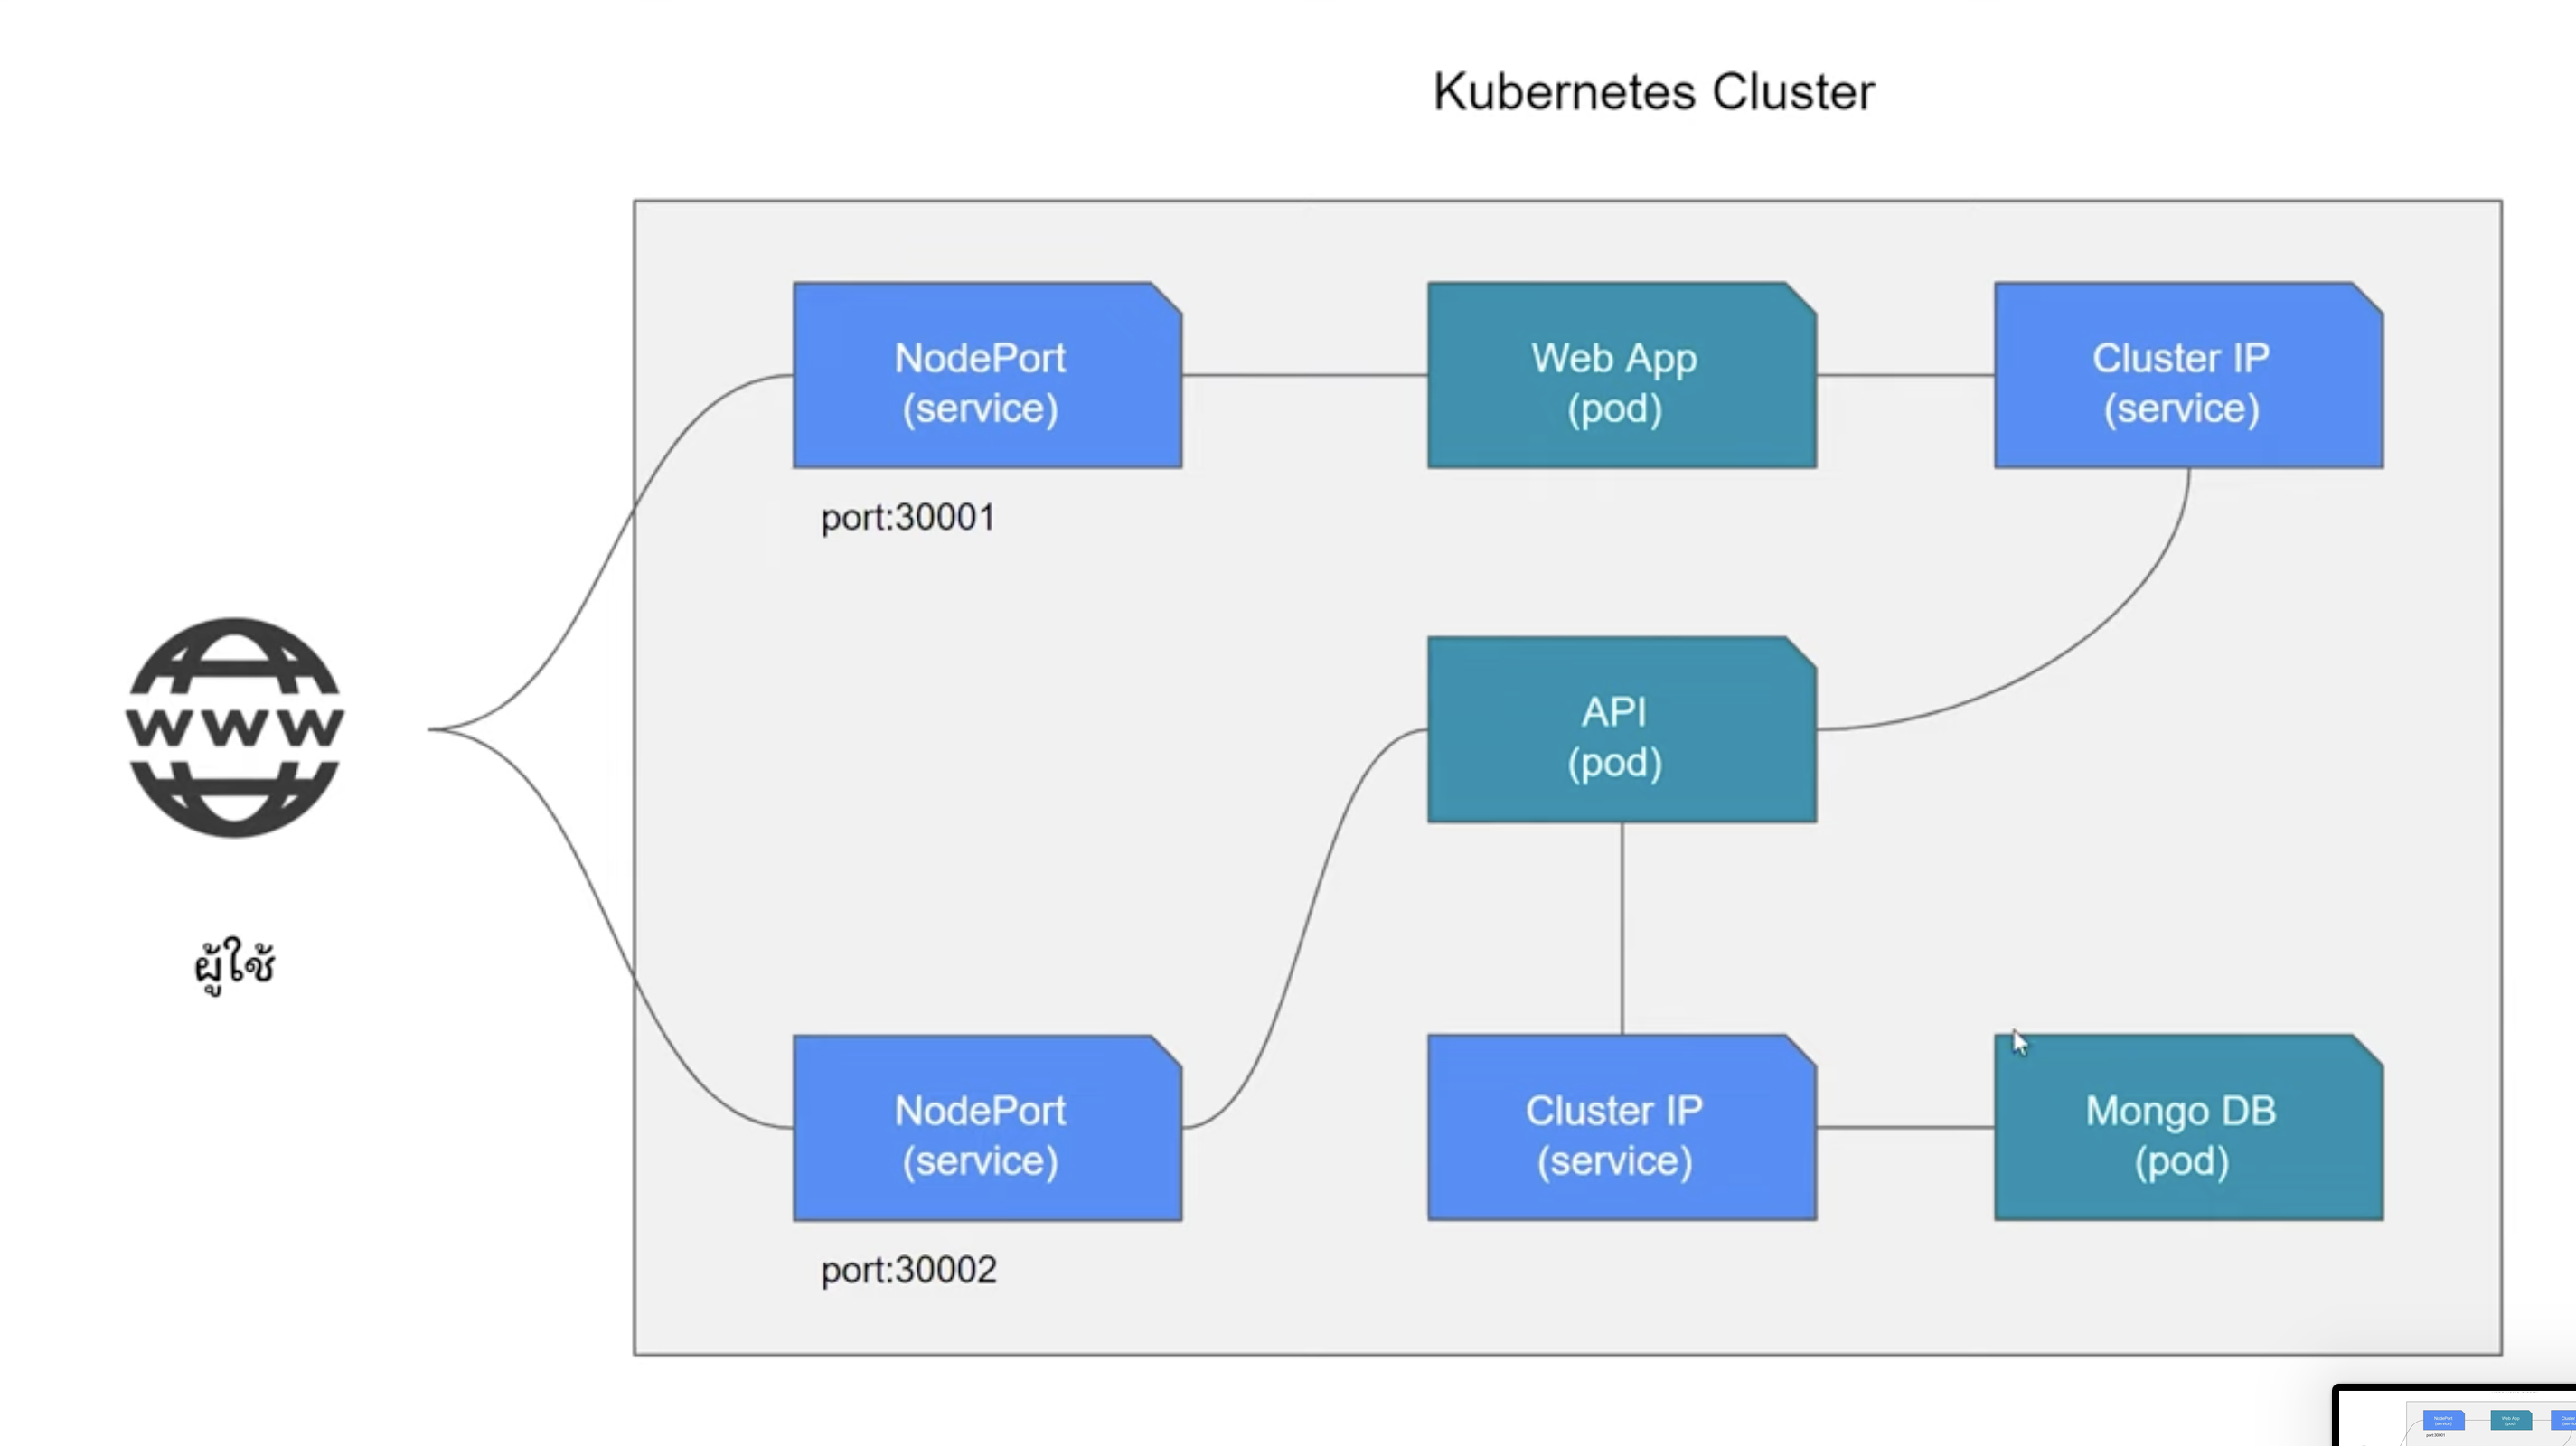 Kubernetes Cluster
NodePort
(service)
port:30001
Web App
(pod)
Cluster IP
(service)
WWW
ผู้ใช้
API
(pod)
NodePort
(service)
port:30002
Cluster IP
(service)
Mongo DB
(pod)